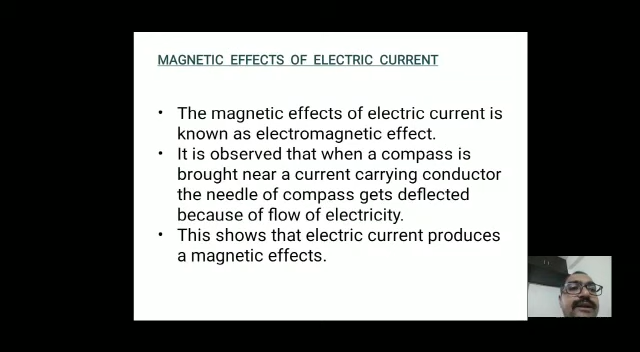 MAGNETIC EFFECTS OF ELECTRIC CURRENT
• The magnetic effects of electric current is
known as electromagnetic effect.
• It is observed that when a compass is
brought near a current carrying conductor
the needle of compass gets deflected
because of flow of electricity.
• This shows that electric current produces
a magnetic effects.